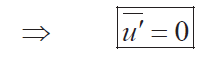 ⇒ $\overline{u'} = 0$